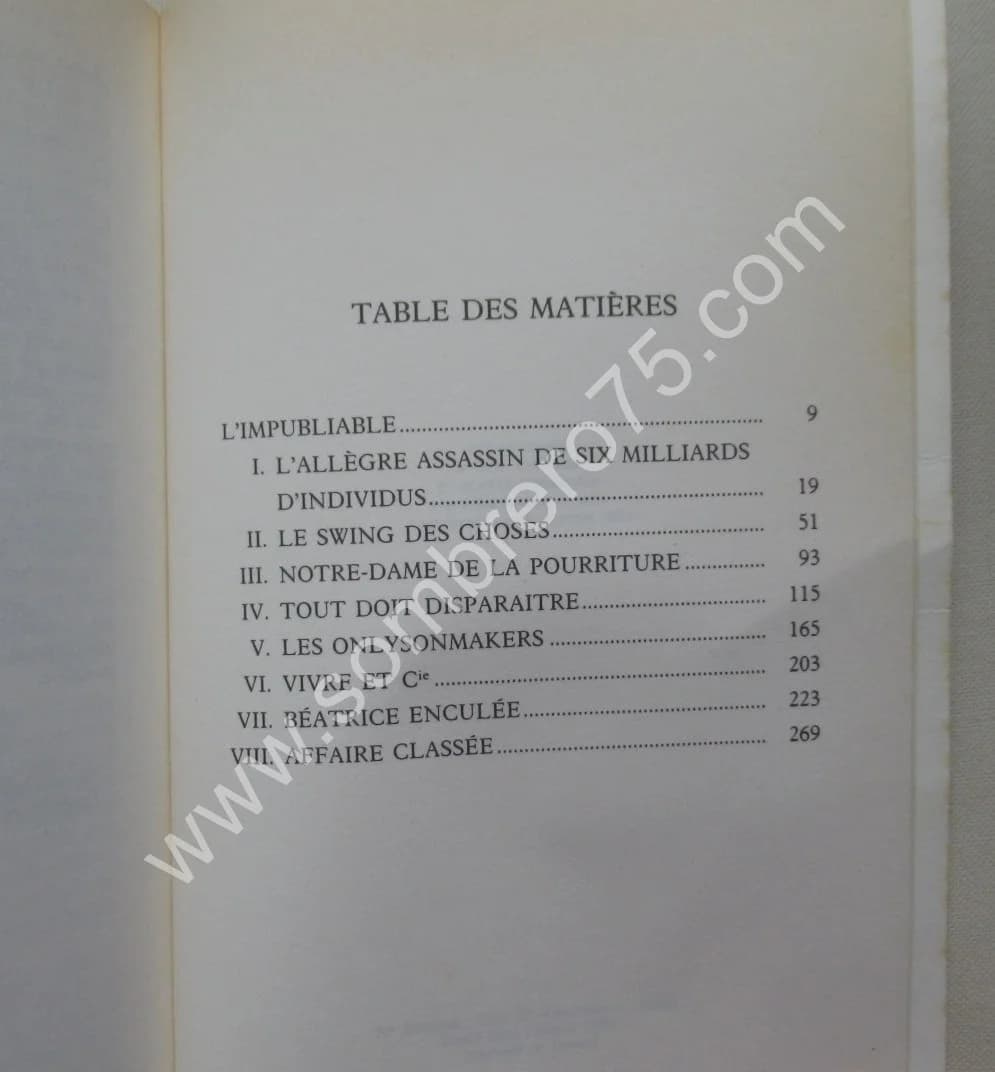 TABLE DES MATIÈRES
L'IMPUBLIABLE........................................ 9
I. L'ALLÈGRE ASSASSIN DE SIX MILLIARDS
D'INDIVIDUS........................................ 19
II. LE SWING DES CHOSES........................................ 51
III. NOTRE-DAME DE LA POURRITURE............... 93
IV. TOUT DOIT DISPARAITRE........................................ 115
V. LES ONLYSONMAKERS........................................ 165
VI. VIVRE ET Cie........................................ 203
VII. BÉATRICE ENCULÉE........................................ 223
VIII. AFFAIRE CLASSÉE........................................ 269
www.sombrero75.com